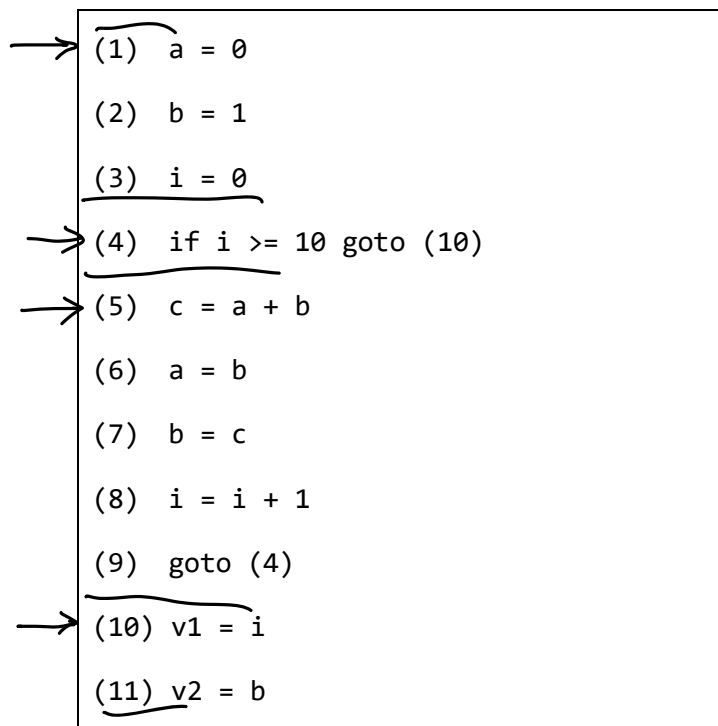 (1) a = 0
(2) b = 1
(3) i = 0
(4) if i >= 10 goto (10)
(5) c = a + b
(6) a = b
(7) b = c
(8) i = i + 1
(9) goto (4)
(10) v1 = i
(11) v2 = b